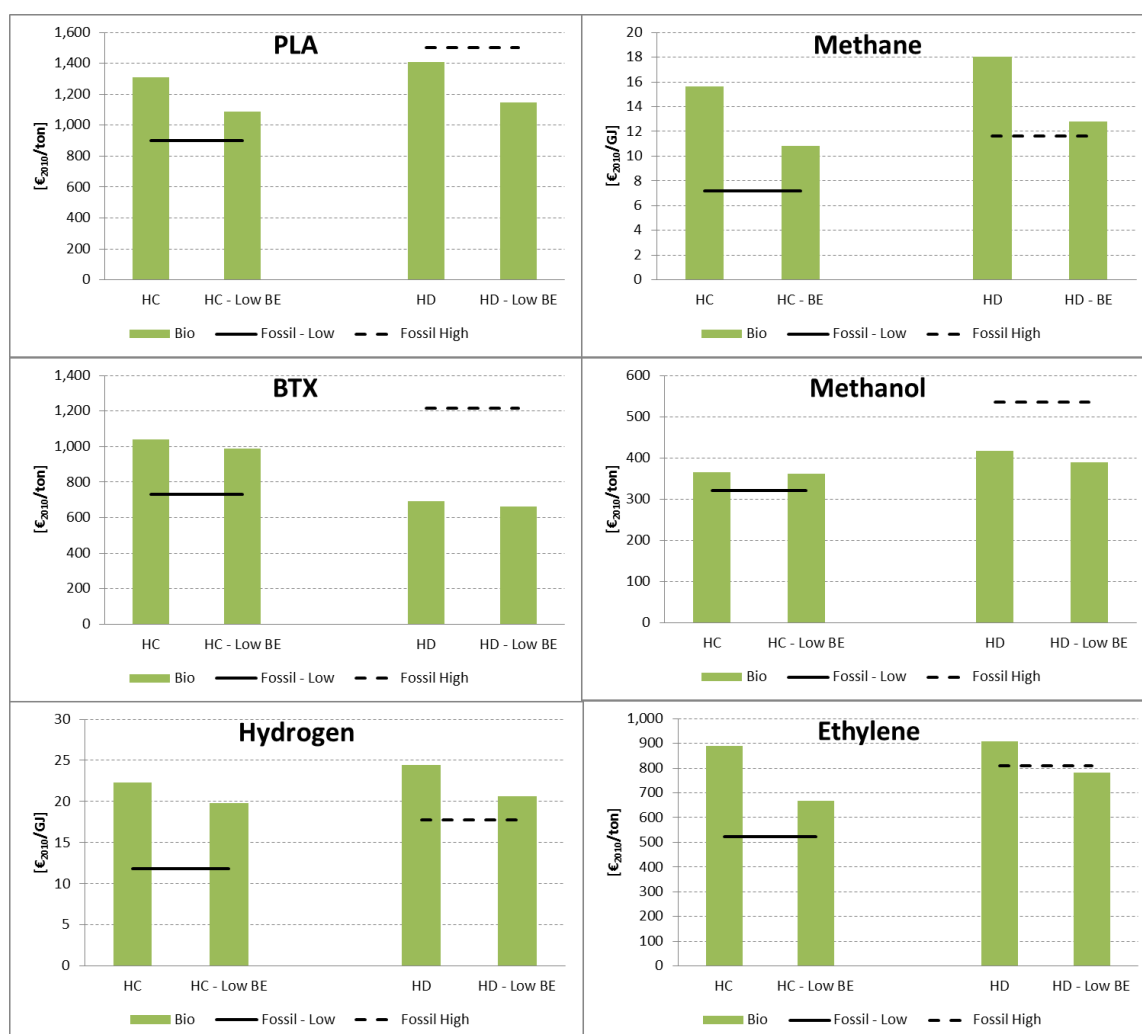 PLA
[€2010/ton]
1,600
1,400
1,200
1,000
800
600
400
200
0
HC HC - Low BE HD HD - Low BE
Bio Fossil - Low Fossil High
Methane
[€2010/GJ]
20
18
16
14
12
10
8
6
4
2
0
HC HC - BE HD HD - BE
Bio Fossil - Low Fossil High
BTX
[€2010/ton]
1,400
1,200
1,000
800
600
400
200
0
HC HC - Low BE HD HD - Low BE
Bio Fossil - Low Fossil High
Methanol
[€2010/ton]
600
500
400
300
200
100
0
HC HC - Low BE HD HD - Low BE
Bio Fossil - Low Fossil High
Hydrogen
[€2010/GJ]
30
25
20
15
10
5
0
HC HC - Low BE HD HD - Low BE
Bio Fossil - Low Fossil High
Ethylene
[€2010/ton]
1,000
900
800
700
600
500
400
300
200
100
0
HC HC - Low BE HD HD - Low BE
Bio Fossil - Low Fossil High